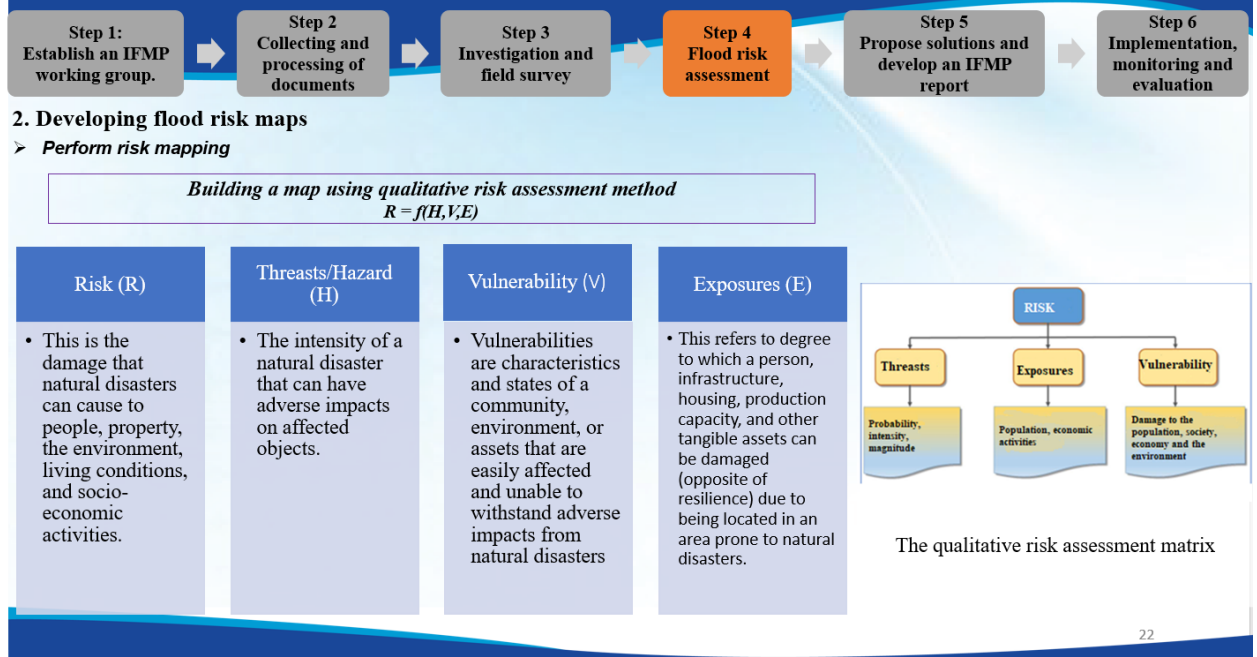 Step 1:
Establish an IFMP
working group.
Step 2
Collecting and
processing of
documents
Step 3
Investigation and
field survey
Step 4
Flood risk
assessment
Step 5
Propose solutions and
develop an IFMP
report
Step 6
Implementation,
monitoring and
evaluation
2. Developing flood risk maps
➢ Perform risk mapping
Building a map using qualitative risk assessment method
R = f(H,V,E)
Risk (R)
• This is the
damage that
natural disasters
can cause to
people, property,
the environment,
living conditions,
and socio-
economic
activities.
Threasts/Hazard
(H)
• The intensity of a
natural disaster
that can have
adverse impacts
on affected
objects.
Vulnerability (V)
• Vulnerabilities
are characteristics
and states of a
community,
environment, or
assets that are
easily affected
and unable to
withstand adverse
impacts from
natural disasters
Exposures (E)
• This refers to degree
to which a person,
infrastructure,
housing, production
capacity, and other
tangible assets can
be damaged
(opposite of
resilience) due to
being located in an
area prone to natural
disasters.
RISK
Threasts
Exposures
Vulnerability
Probability,
intensity,
magnitude
Population, economic
activities
Damage to the
population, society,
economy and the
environment
The qualitative risk assessment matrix
22